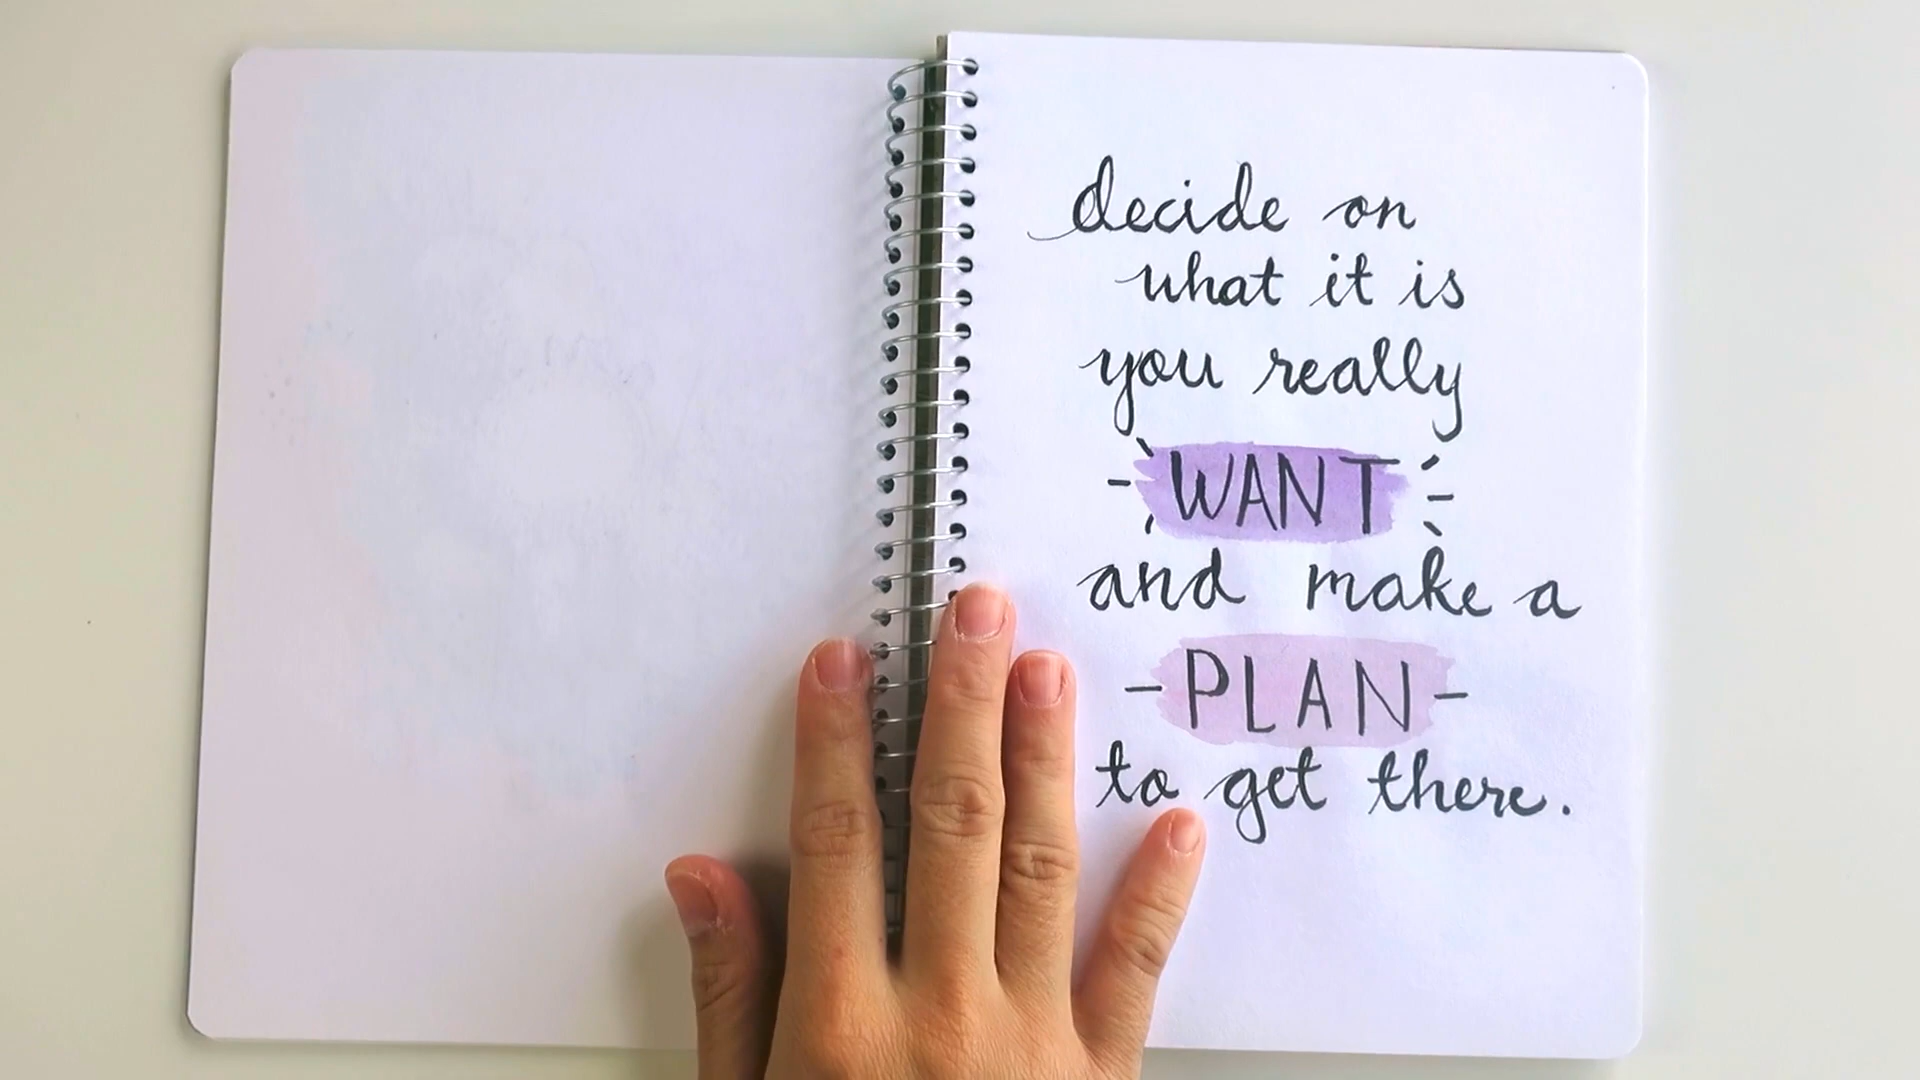 decide on
what it is
you really
WANT
and make a
-PLAN-
to get there.